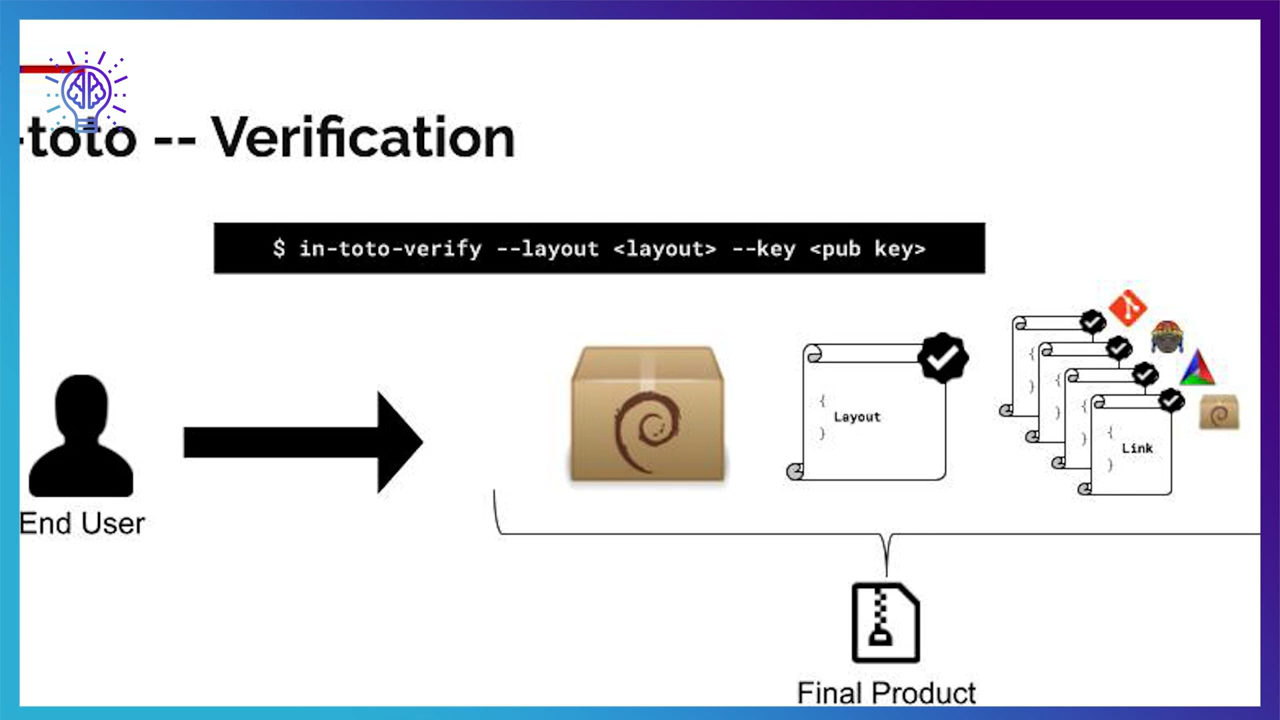 -toto -- Verification
$ in-toto-verify --layout <layout> --key <pub key>
{
Layout
}
{
}
{
}
{
}
{
Link
}
End User
Final Product